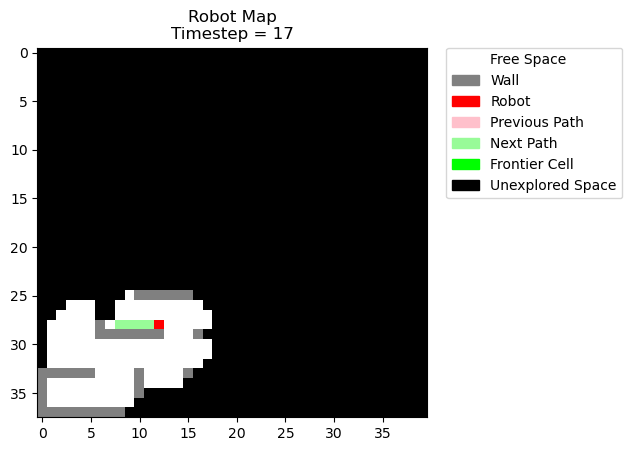 Robot Map
Timestep = 17
Free Space
Wall
Robot
Previous Path
Next Path
Frontier Cell
Unexplored Space
0
5
10
15
20
25
30
35
0 5 10 15 20 25 30 35